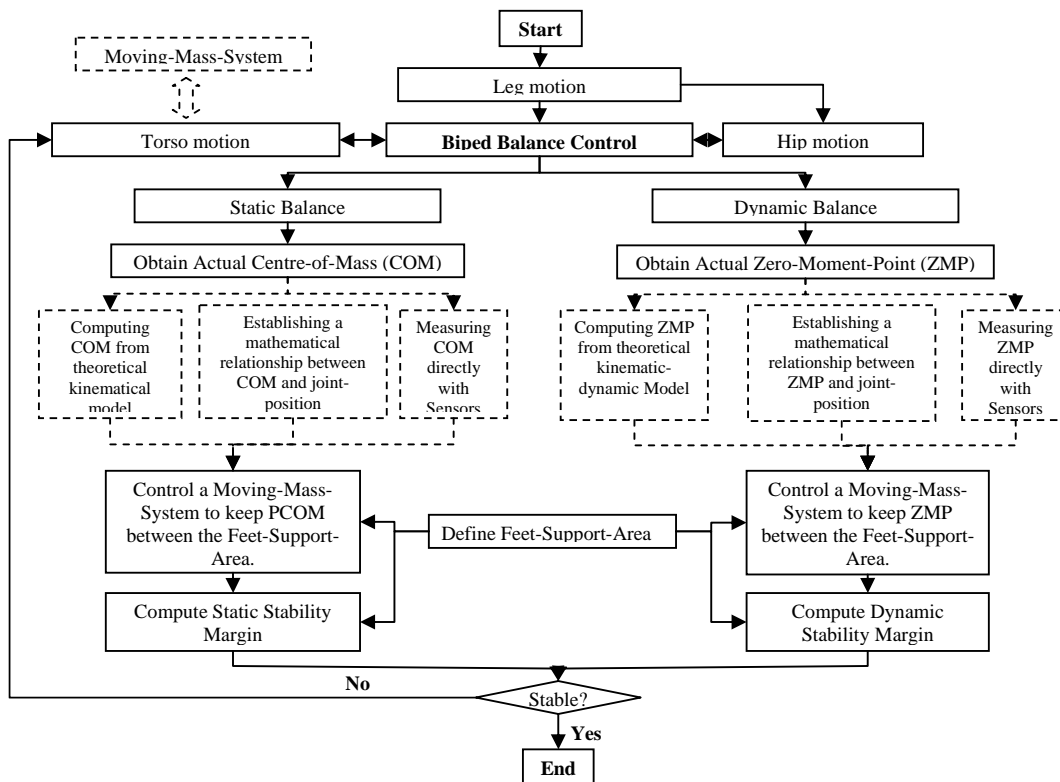 Start
Moving-Mass-System
Leg motion
Torso motion
Biped Balance Control
Hip motion
Static Balance
Dynamic Balance
Obtain Actual Centre-of-Mass (COM)
Obtain Actual Zero-Moment-Point (ZMP)
Computing
COM from
theoretical
kinematical
model
Establishing a
mathematical
relationship between
COM and joint-
position
Measuring
COM
directly
with
Sensors
Computing ZMP
from theoretical
kinematic-
dynamic Model
Establishing a
mathematical
relationship between
ZMP and joint-
position
Measuring
ZMP
directly
with
Sensors
Control a Moving-Mass-
System to keep PCOM
between the Feet-Support-
Area.
Define Feet-Support-Area
Control a Moving-Mass-
System to keep ZMP
between the Feet-Support-
Area.
Compute Static Stability
Margin
Compute Dynamic
Stability Margin
No
Stable?
Yes
End